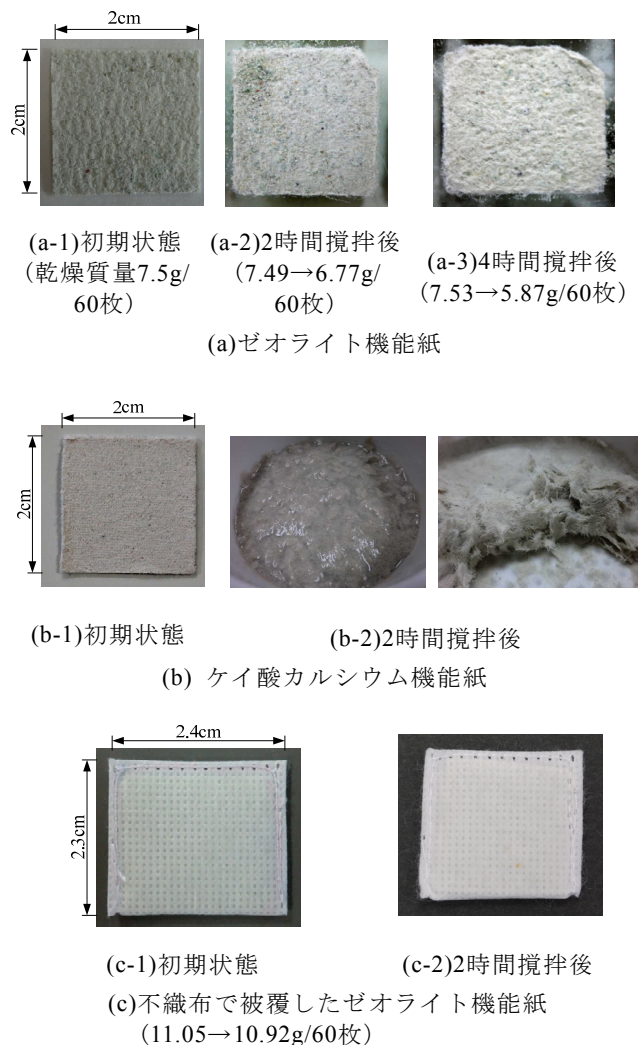 2cm
2cm
(a-1)初期状態
（乾燥質量7.5g/
60枚）
(a-2)2時間撹拌後
（7.49→6.77g/
60枚）
(a-3)4時間撹拌後
（7.53→5.87g/60枚）
(a)ゼオライト機能紙
2cm
2cm
(b-1)初期状態
(b-2)2時間撹拌後
(b) ケイ酸カルシウム機能紙
2.4cm
2.3cm
(c-1)初期状態
(c-2)2時間撹拌後
(c)不織布で被覆したゼオライト機能紙
（11.05→10.92g/60枚）